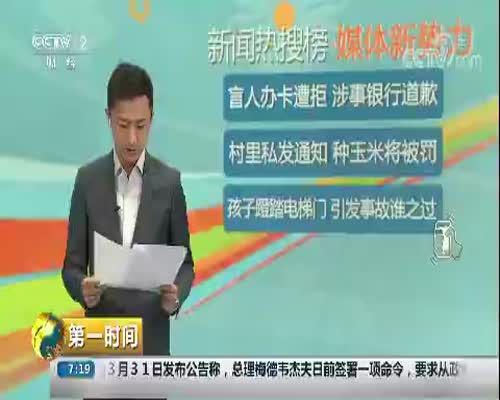 CCTV 2
财经
新闻热搜榜 媒体新势力
CCTV.com
盲人办卡遭拒 涉事银行道歉
村里私发通知 种玉米将被罚
孩子蹬踏电梯门 引发事故谁之过
第一时间
7:19 3月31日发布公告称，总理梅德韦杰夫日前签署一项命令，要求从政